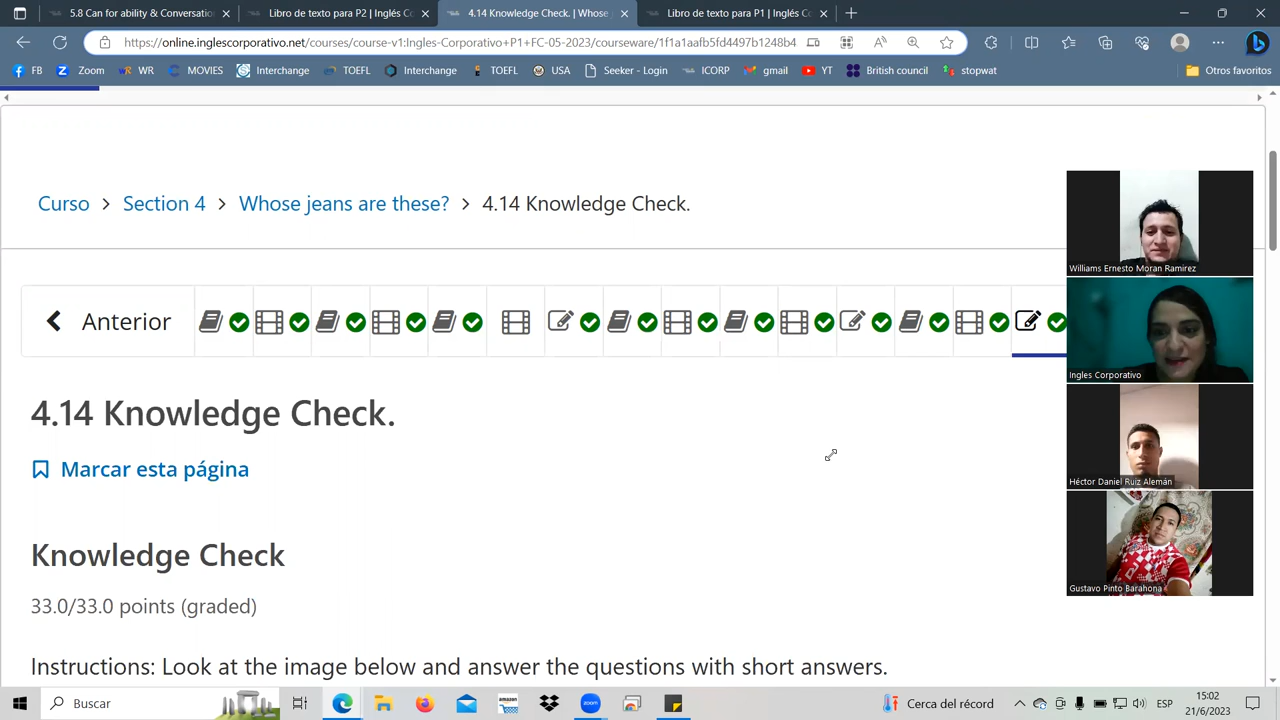 5.8 Can for ability & Conversatio
Libro de texto para P2 | Inglés Co
4.14 Knowledge Check. | Whose
Libro de texto para P1 | Inglés Co
https://online.inglescorporativo.net/courses/course-v1:Ingles-Corporativo+P1+FC-05-2023/courseware/1f1a1aafb5fd4497b1248b4
FB
Zoom
WR
MOVIES
Interchange
TOEFL
Interchange
TOEFL
USA
Seeker - Login
ICORP
gmail
YT
British council
stopwat
Otros favoritos
Curso > Section 4 > Whose jeans are these? > 4.14 Knowledge Check.
Anterior
4.14 Knowledge Check.
Marcar esta página
Knowledge Check
33.0/33.0 points (graded)
Instructions: Look at the image below and answer the questions with short answers.
Williams Ernesto Moran Ramirez
Ingles Corporativo
Héctor Daniel Ruiz Alemán
Gustavo Pinto Barahona
Buscar
Cerca del récord
ESP
15:02
21/6/2023